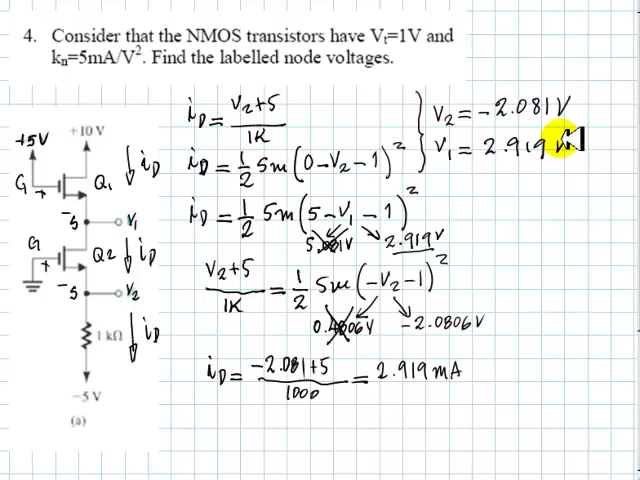 4. Consider that the NMOS transistors have Vt=1V and
kn=5mA/V². Find the labelled node voltages.
iD = (V2+5)/1K
iD = 1/2 5m(0-V2-1)²
V2 = -2.081V
V1 = 2.919
iD = 1/2 5m(5-V1-1)²
2.919V
(V2+5)/1K = 1/2 5m(-V2-1)²
-2.0806V
iD = (-2.081+5)/1000 = 2.919mA
+5V
+10 V
iD
G
+
Q1
-S
V1
G
+
Q2
iD
-S
V2
1 kΩ
iD
-5 V
(a)